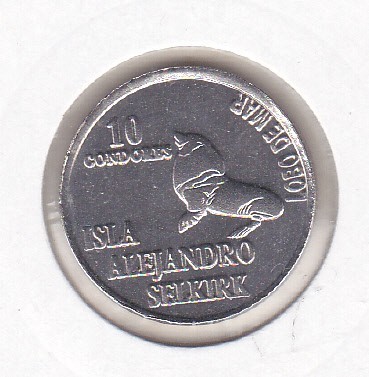 10
CONDORES
LOBO DE MAR
ISLA
ALEJANDRO
SELKIRK